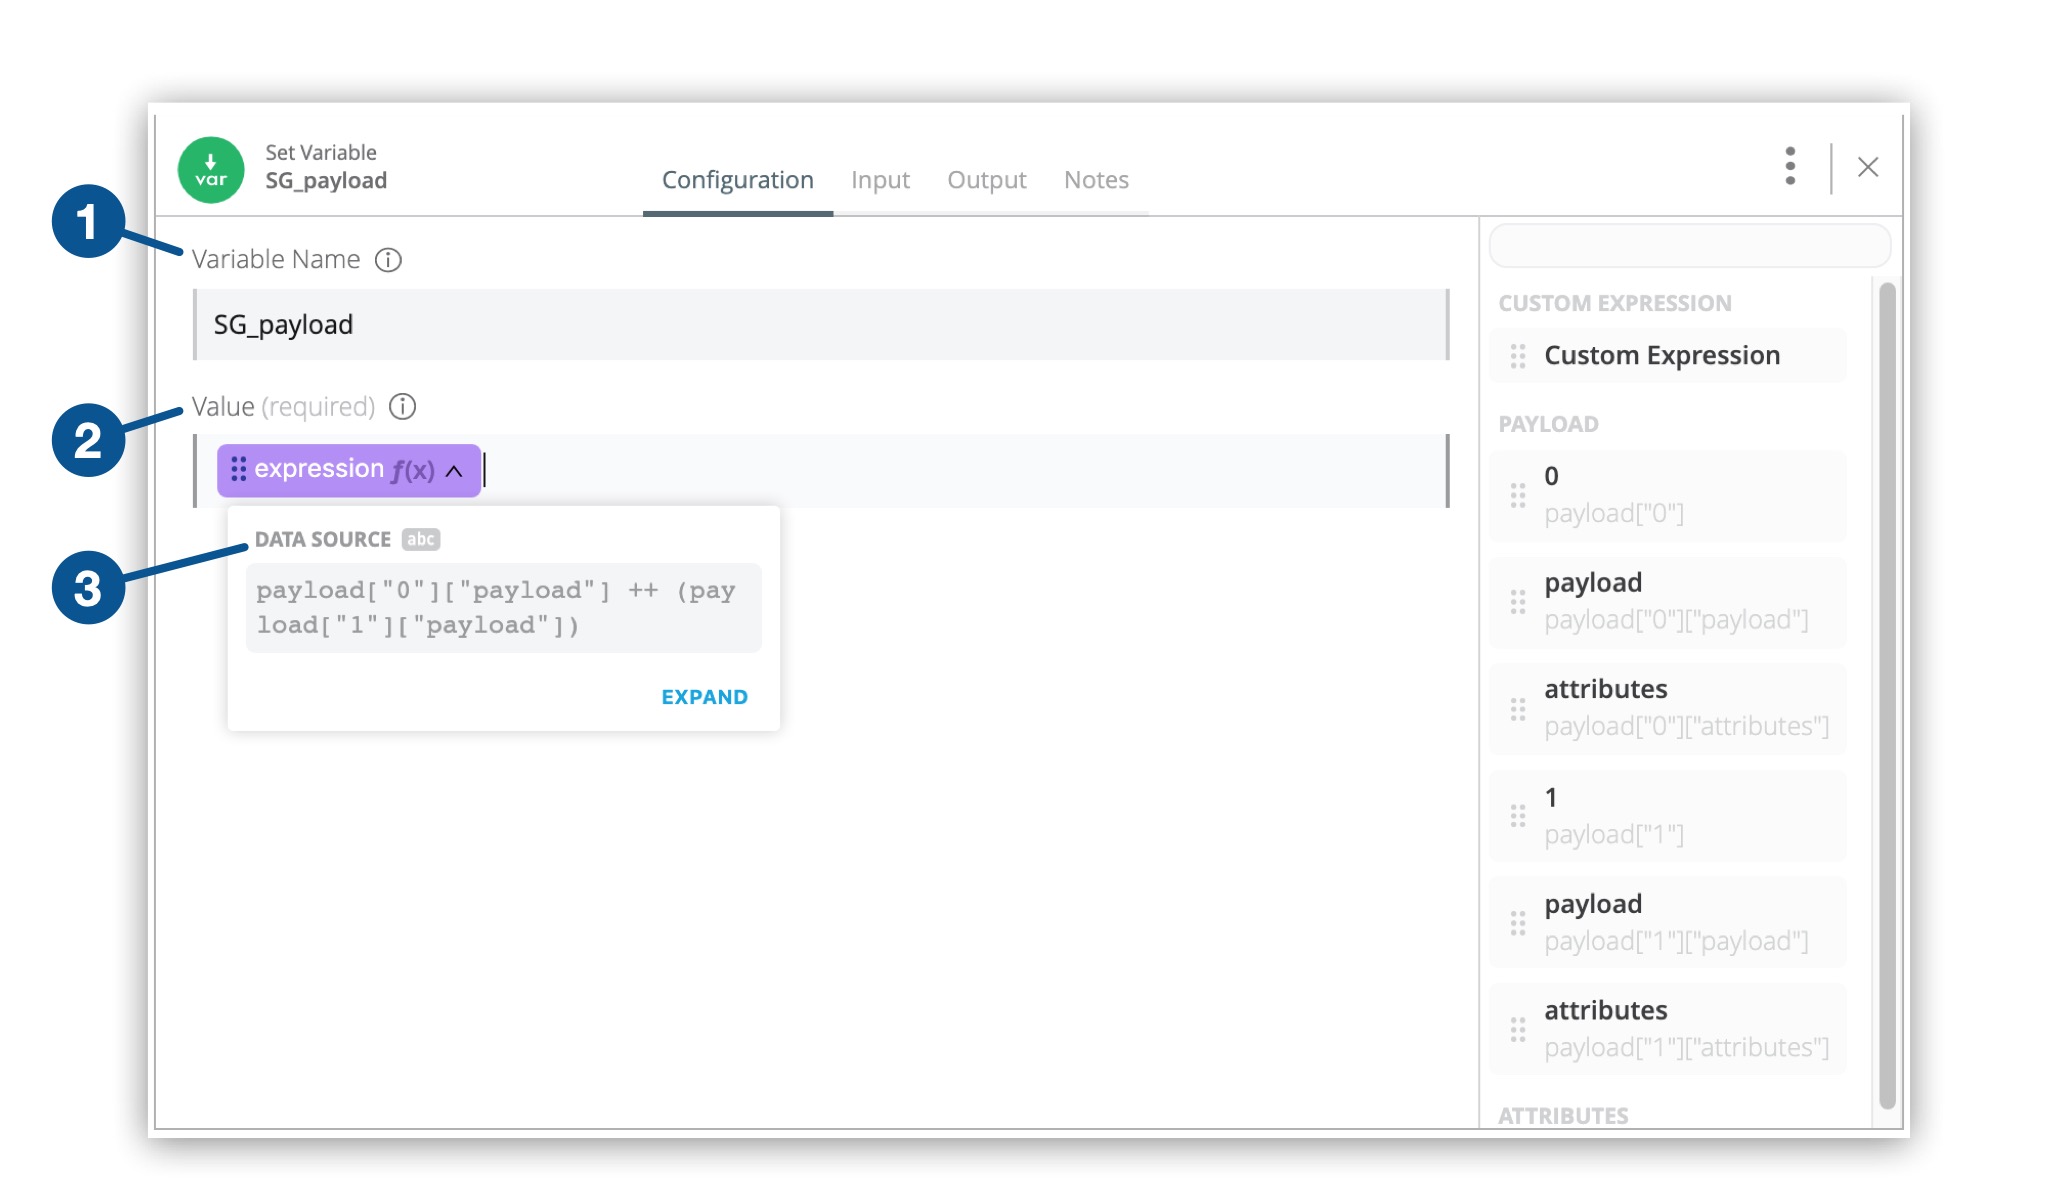 var
Set Variable
SG_payload
Configuration
Input
Output
Notes
1
Variable Name
SG_payload
2
Value (required)
expression f(x)
3
DATA SOURCE abc
payload["0"]["payload"] ++ (pay
load["1"]["payload"])
EXPAND
CUSTOM EXPRESSION
Custom Expression
PAYLOAD
0
payload["0"]
payload
payload["0"]["payload"]
attributes
payload["0"]["attributes"]
1
payload["1"]
payload
payload["1"]["payload"]
attributes
payload["1"]["attributes"]
ATTRIBUTES